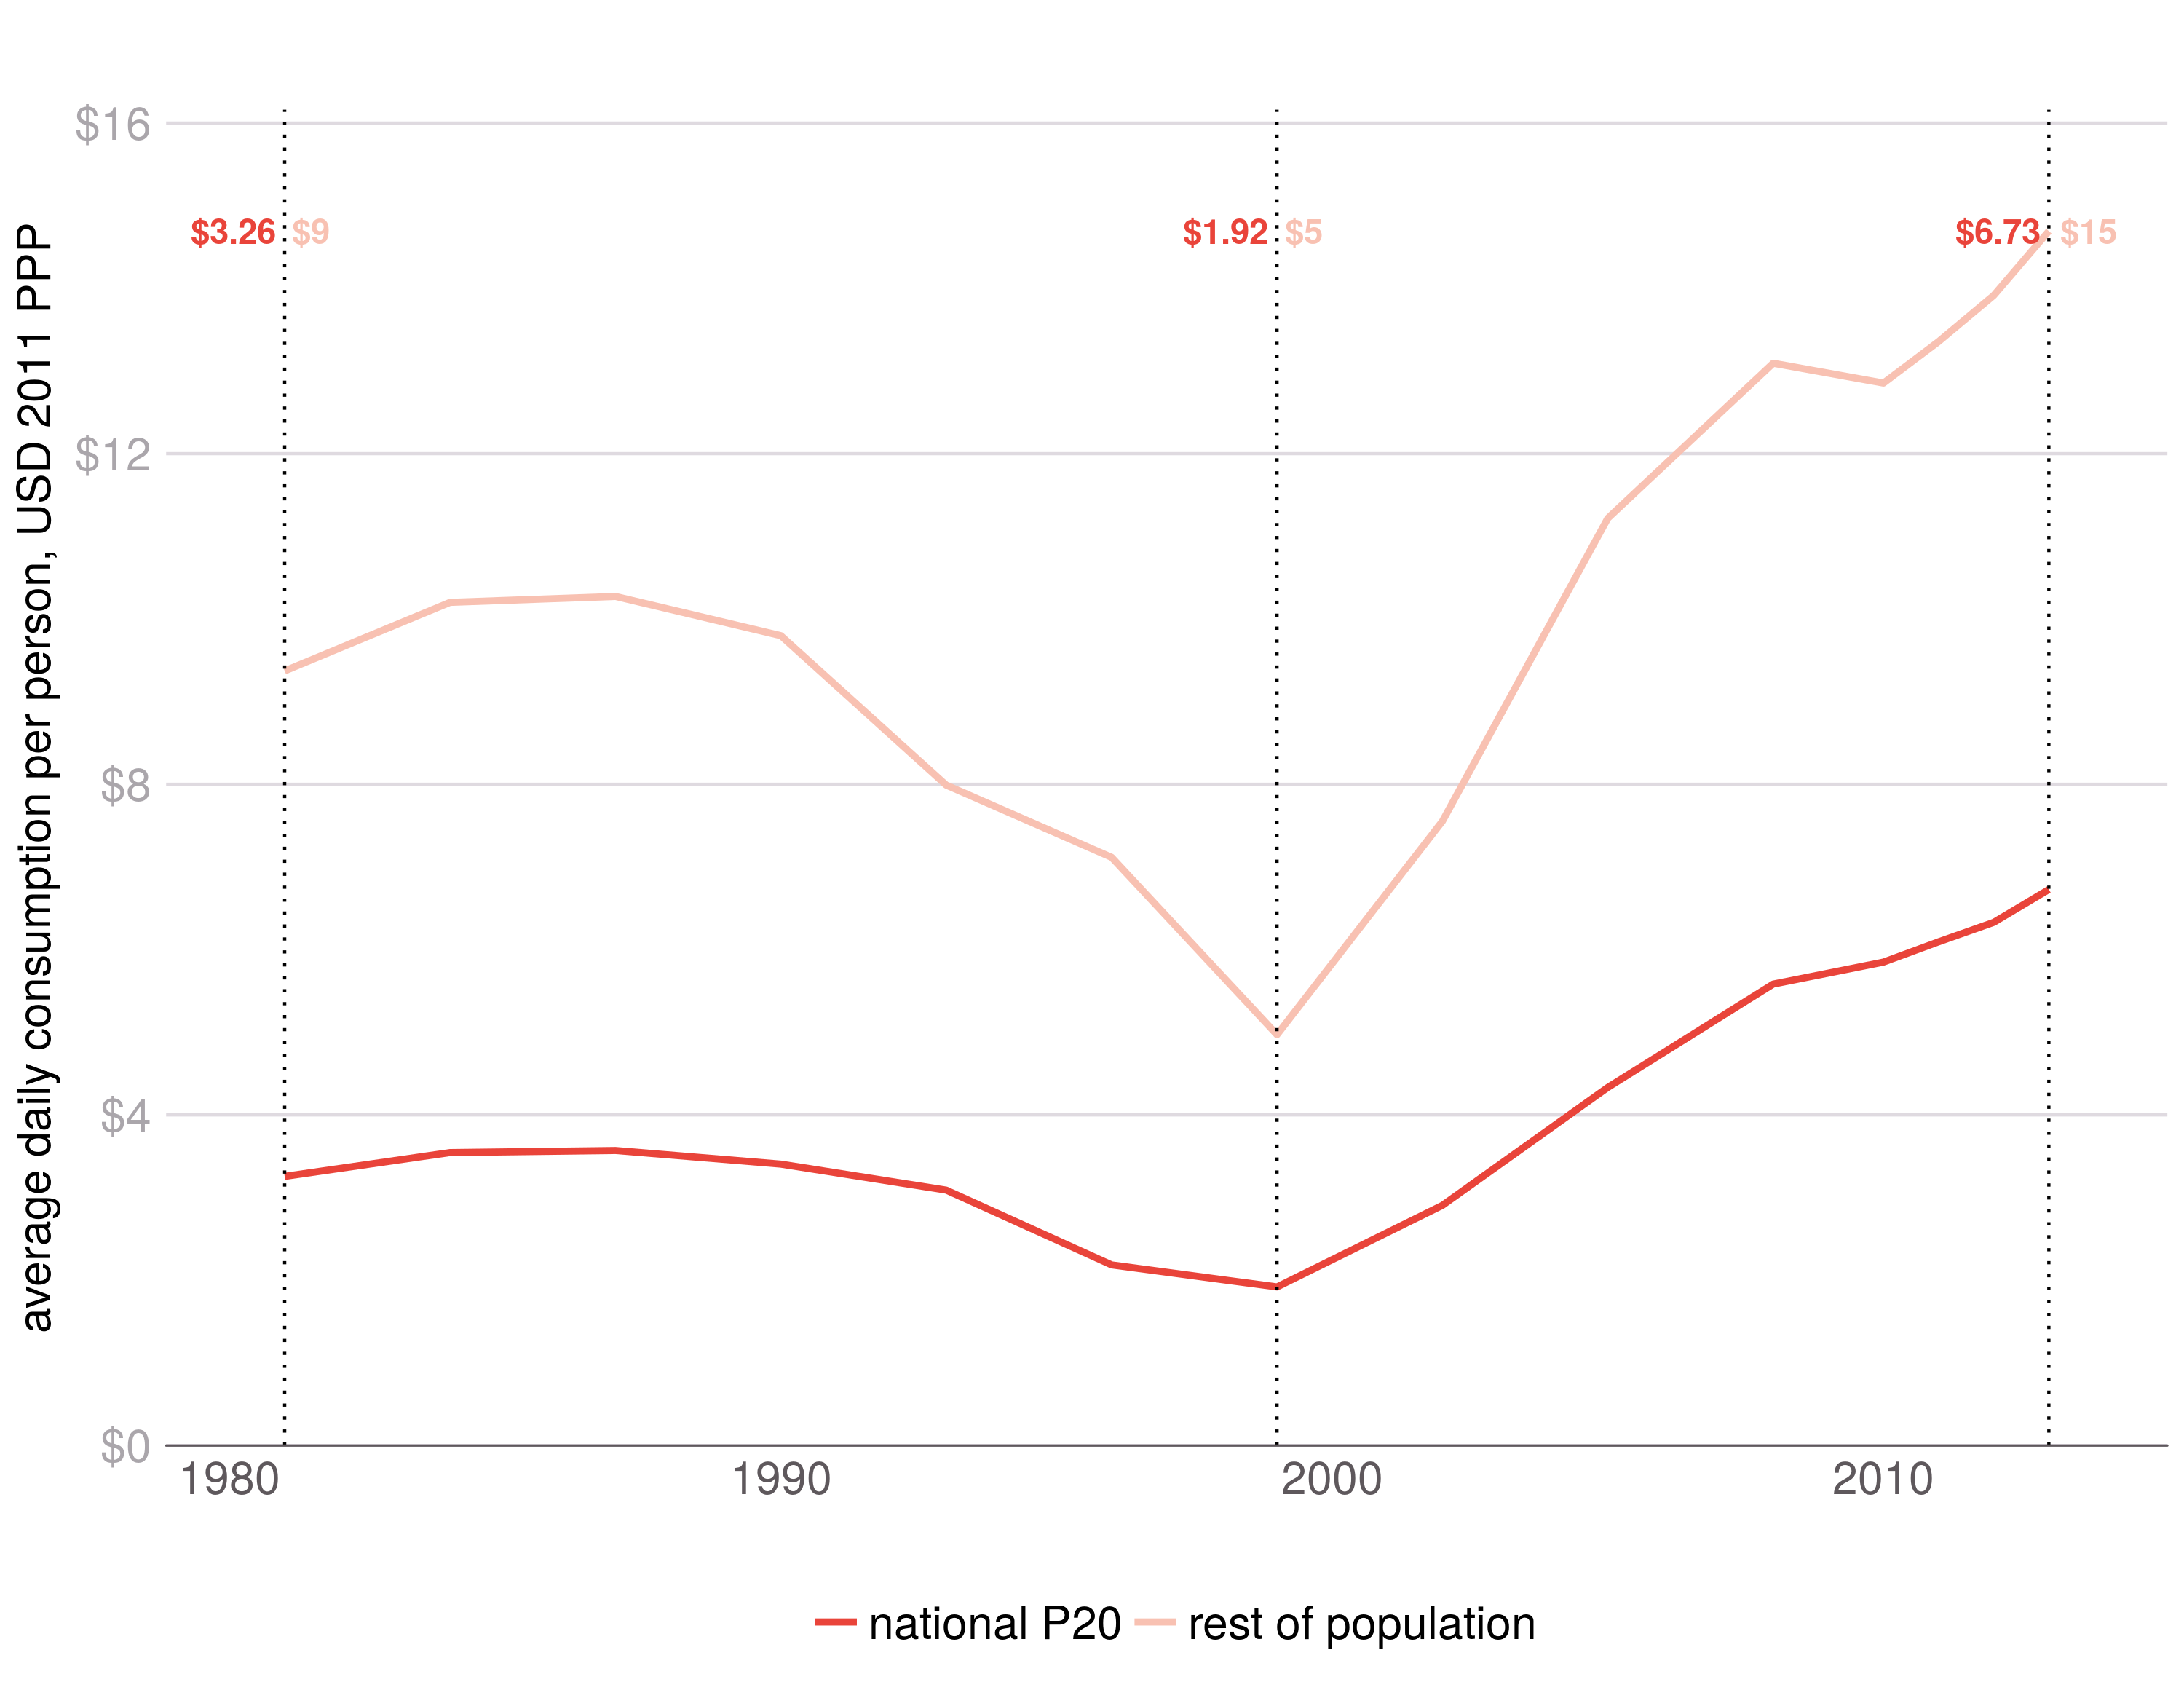 average daily consumption per person, USD 2011 PPP
$16
$12
$8
$4
$0
$3.26 $9
$1.92 $5
$6.73 $15
1980 1990 2000 2010
national P20 rest of population